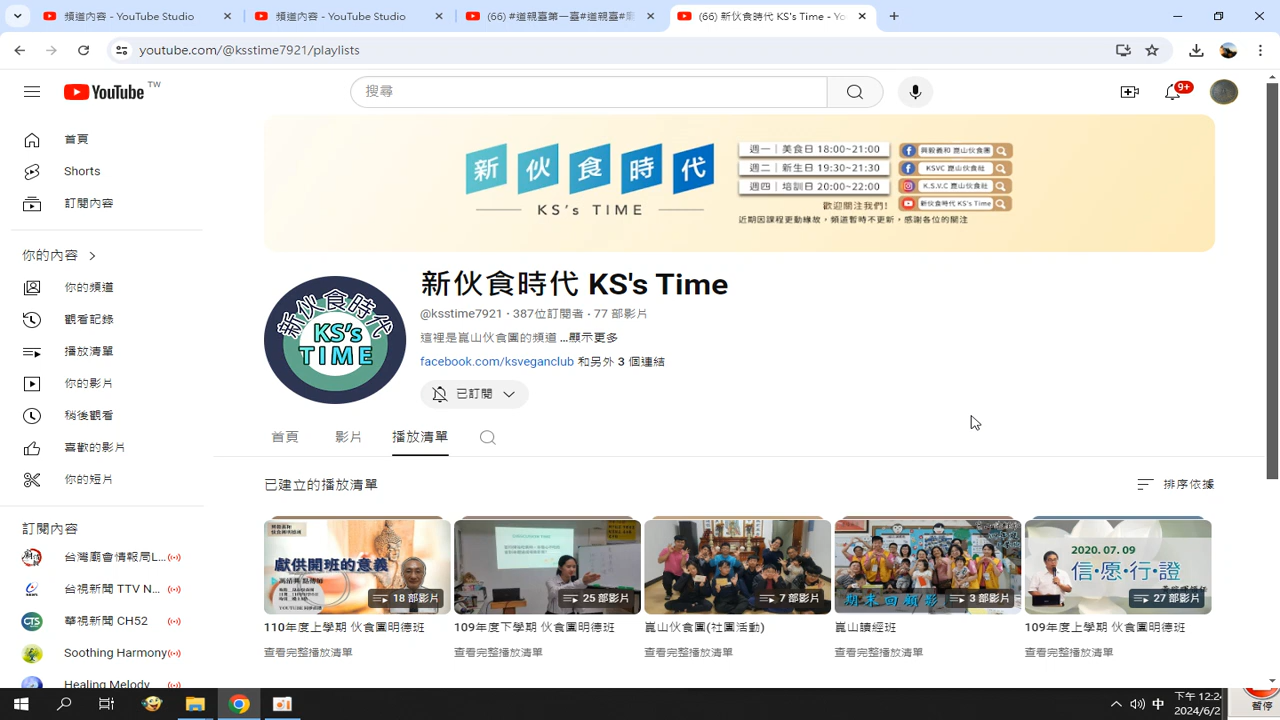 頻道內容 - YouTube Studio
頻道內容 - YouTube Studio
(66) #道親臺第一臺#道親臺#
(66) 新伙食時代 KS's Time - Yo
youtube.com/@ksstime7921/playlists
YouTube TW
搜尋
9+
首頁
Shorts
訂閱內容
你的內容
你的頻道
觀看記錄
播放清單
你的影片
稍後觀看
喜歡的影片
你的短片
訂閱內容
台灣廟會情報局L...
台視新聞 TTV N...
華視新聞 CH52
Soothing Harmony
Healing Melody
新伙食時代
KS's TIME
週一｜美食日 18:00~21:00
週二｜新生日 19:30~21:30
週四｜培訓日 20:00~22:00
歡迎關注我們!
近期因課程更動緣故，頻道暫時不更新，感謝各位的關注
興毅義和 崑山伙食團
KSVC 崑山伙食社
K.S.V.C 崑山伙食社
新伙食時代 KS's Time
新伙食時代
KS's
TIME
新伙食時代 KS's Time
@ksstime7921 · 387位訂閱者 · 77 部影片
這裡是崑山伙食團的頻道 ...顯示更多
facebook.com/ksveganclub 和另外 3 個連結
已訂閱
首頁
影片
播放清單
已建立的播放清單
排序依據
獻供開班的意義
18 部影片
110年度上學期 伙食團明德班
查看完整播放清單
25 部影片
109年度下學期 伙食團明德班
查看完整播放清單
7 部影片
崑山伙食團(社團活動)
查看完整播放清單
期末回顧影
3 部影片
崑山讀經班
查看完整播放清單
2020. 07. 09
信·愿·行·證
27 部影片
109年度上學期 伙食團明德班
查看完整播放清單
中
下午 12:2
2024/6/2
暫停